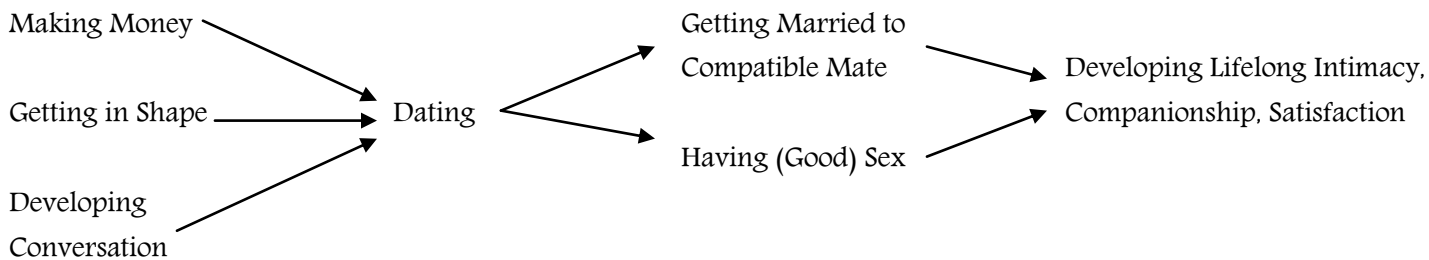 Making Money
Getting in Shape
Developing
Conversation
Dating
Getting Married to
Compatible Mate
Having (Good) Sex
Developing Lifelong Intimacy,
Companionship, Satisfaction